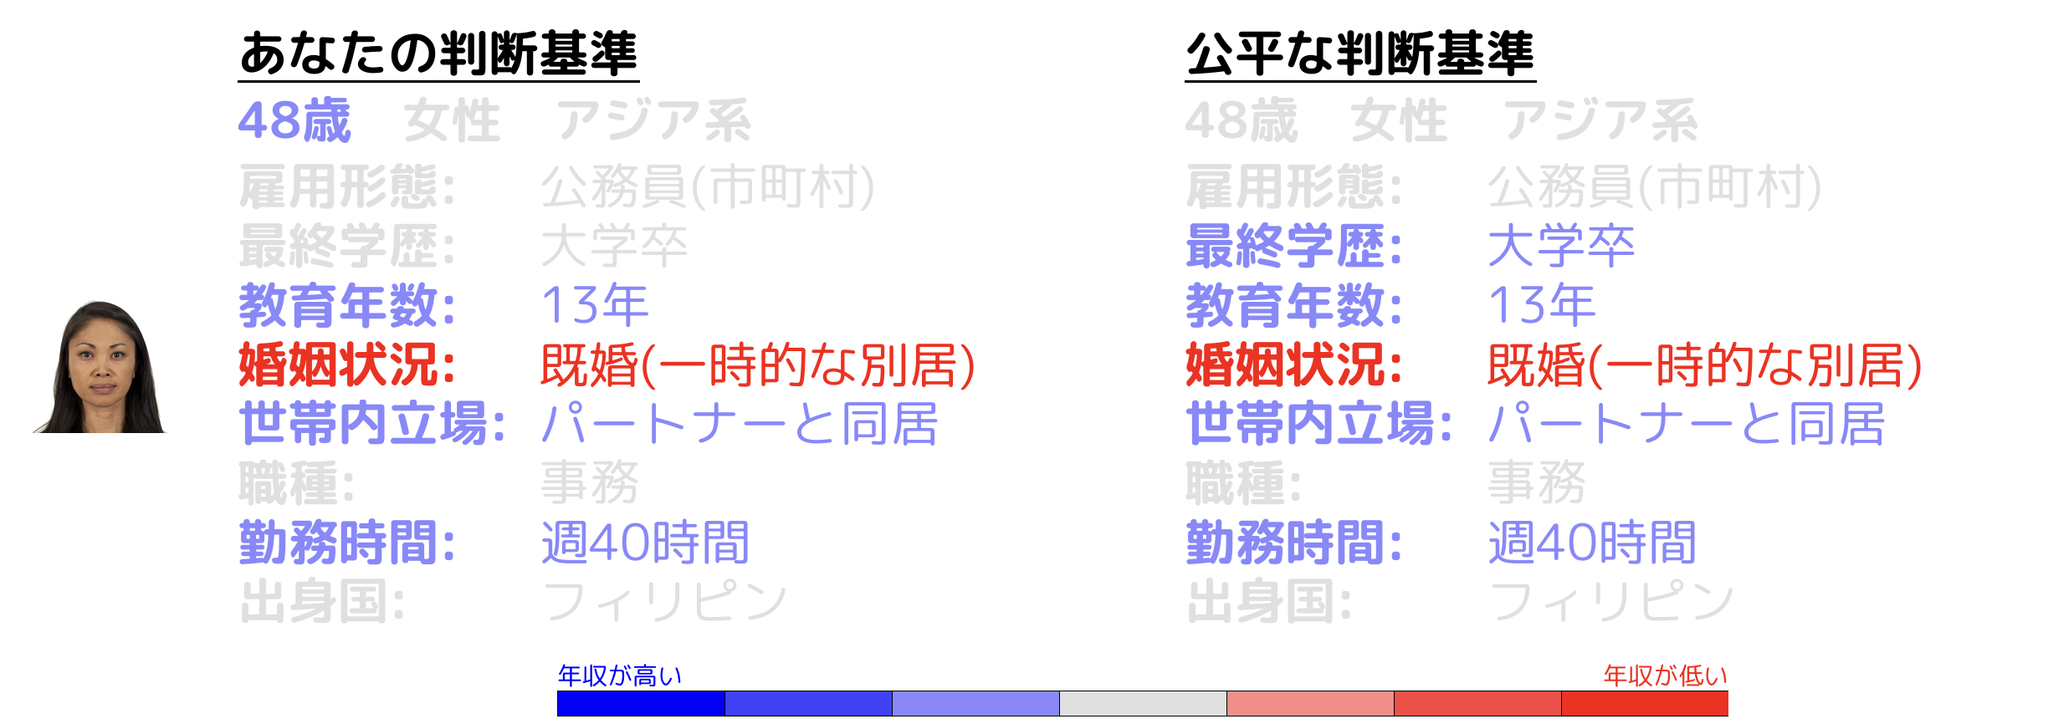 あなたの判断基準
48歳 女性 アジア系
雇用形態: 公務員(市町村)
最終学歴: 大学卒
教育年数: 13年
婚姻状況: 既婚(一時的な別居)
世帯内立場: パートナーと同居
職種: 事務
勤務時間: 週40時間
出身国: フィリピン
公平な判断基準
48歳 女性 アジア系
雇用形態: 公務員(市町村)
最終学歴: 大学卒
教育年数: 13年
婚姻状況: 既婚(一時的な別居)
世帯内立場: パートナーと同居
職種: 事務
勤務時間: 週40時間
出身国: フィリピン
年収が高い 年収が低い